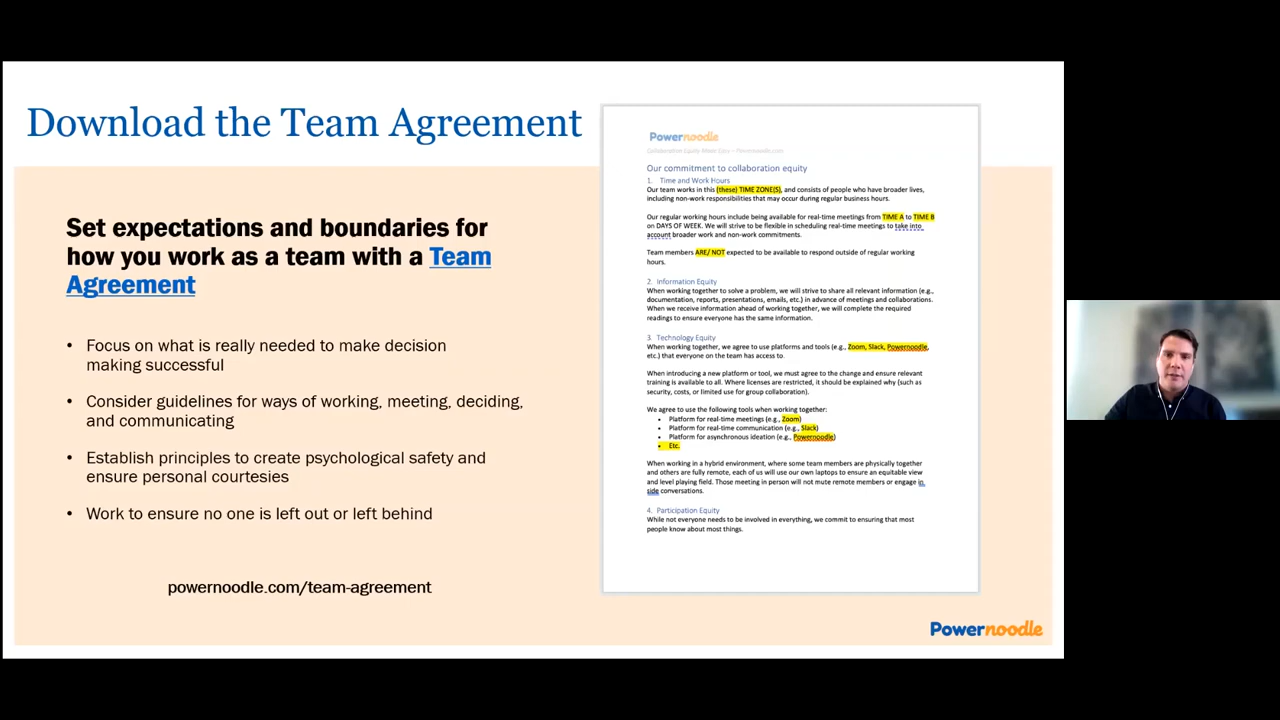 Download the Team Agreement
Set expectations and boundaries for
how you work as a team with a Team
Agreement
• Focus on what is really needed to make decision
making successful
• Consider guidelines for ways of working, meeting, deciding,
and communicating
• Establish principles to create psychological safety and
ensure personal courtesies
• Work to ensure no one is left out or left behind
powernoodle.com/team-agreement
Powernoodle
Collaboration Equity Made Easy – Powernoodle.com
Our commitment to collaboration equity
1. Time and Work Hours
Our team works in this (these) TIME ZONE(S), and consists of people who have broader lives,
including non-work responsibilities that may occur during regular business hours.
Our regular working hours include being available for real-time meetings from TIME A to TIME B
on DAYS OF WEEK. We will strive to be flexible in scheduling real-time meetings to take into
account broader work and non-work commitments.
Team members ARE/ NOT expected to be available to respond outside of regular working
hours.
2. Information Equity
When working together to solve a problem, we will strive to share all relevant information (e.g.,
documentation, reports, presentations, emails, etc.) in advance of meetings and collaborations.
When we receive information ahead of working together, we will complete the required
readings to ensure everyone has the same information.
3. Technology Equity
When working together, we agree to use platforms and tools (e.g., Zoom, Slack, Powernoodle,
etc.) that everyone on the team has access to.
When introducing a new platform or tool, we must agree to the change and ensure relevant
training is available to all. Where licenses are restricted, it should be explained why (such as
security, costs, or limited use for group collaboration).
We agree to use the following tools when working together:
• Platform for real-time meetings (e.g., Zoom)
• Platform for real-time communication (e.g., Slack)
• Platform for asynchronous ideation (e.g., Powernoodle)
• Etc.
When working in a hybrid environment, where some team members are physically together
and others are fully remote, each of us will use our own laptops to ensure an equitable view
and level playing field. Those meeting in person will not mute remote members or engage in
side conversations.
4. Participation Equity
While not everyone needs to be involved in everything, we commit to ensuring that most
people know about most things.
Powernoodle